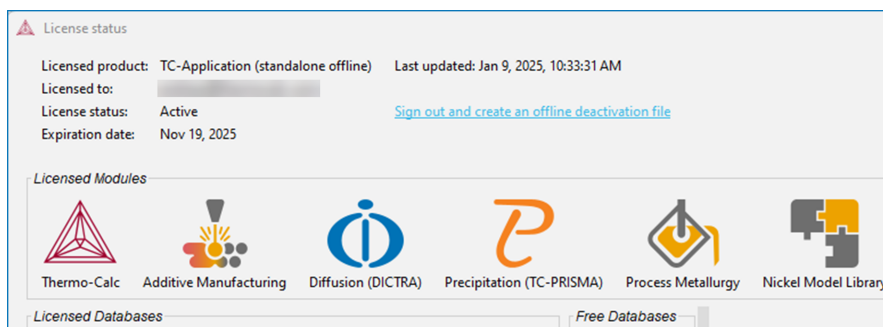 License status
Licensed product: TC-Application (standalone offline) Last updated: Jan 9, 2025, 10:33:31 AM
Licensed to:
License status: Active Sign out and create an offline deactivation file
Expiration date: Nov 19, 2025
Licensed Modules
Thermo-Calc Additive Manufacturing Diffusion (DICTRA) Precipitation (TC-PRISMA) Process Metallurgy Nickel Model Library
Licensed Databases Free Databases